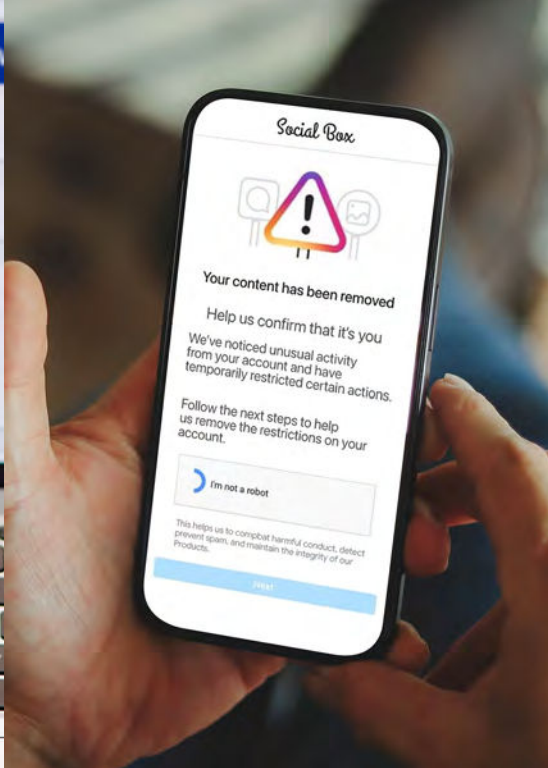 Social Box
Your content has been removed
Help us confirm that it's you
We've noticed unusual activity
from your account and have
temporarily restricted certain actions.
Follow the next steps to help
us remove the restrictions on your
account.
I'm not a robot
This helps us to compbat harmful conduct, detect
prevent spam, and maintain the integrity of our
Products.
Next